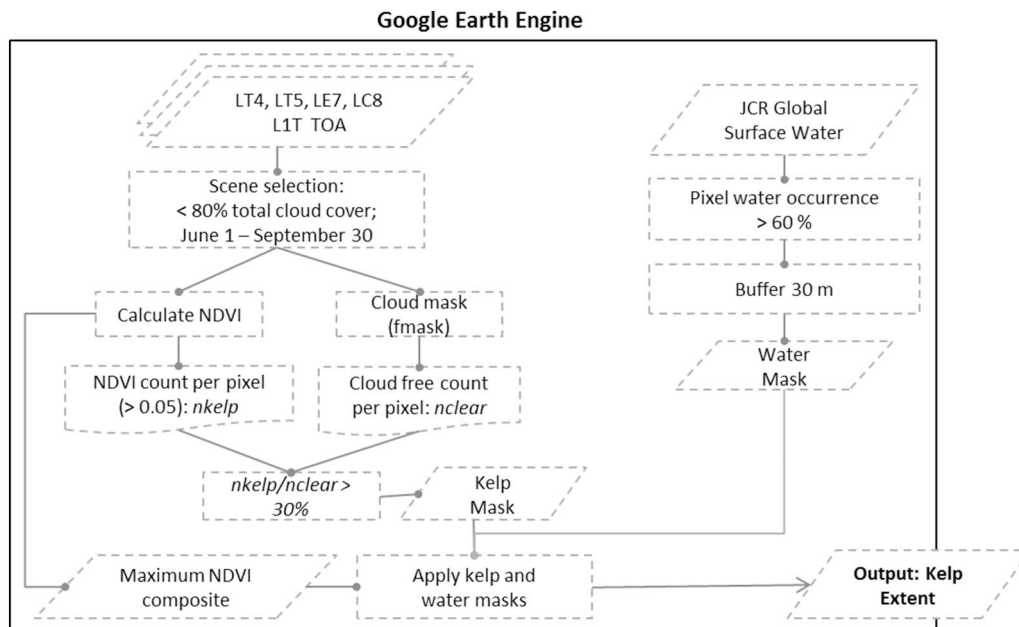 Google Earth Engine
LT4, LT5, LE7, LC8
L1T TOA
JCR Global
Surface Water
Scene selection:
< 80% total cloud cover;
June 1 – September 30
Pixel water occurrence
> 60 %
Calculate NDVI
Cloud mask
(fmask)
Buffer 30 m
NDVI count per pixel
(> 0.05): nkelp
Cloud free count
per pixel: nclear
Water
Mask
nkelp/nclear >
30%
Kelp
Mask
Maximum NDVI
composite
Apply kelp and
water masks
Output: Kelp
Extent